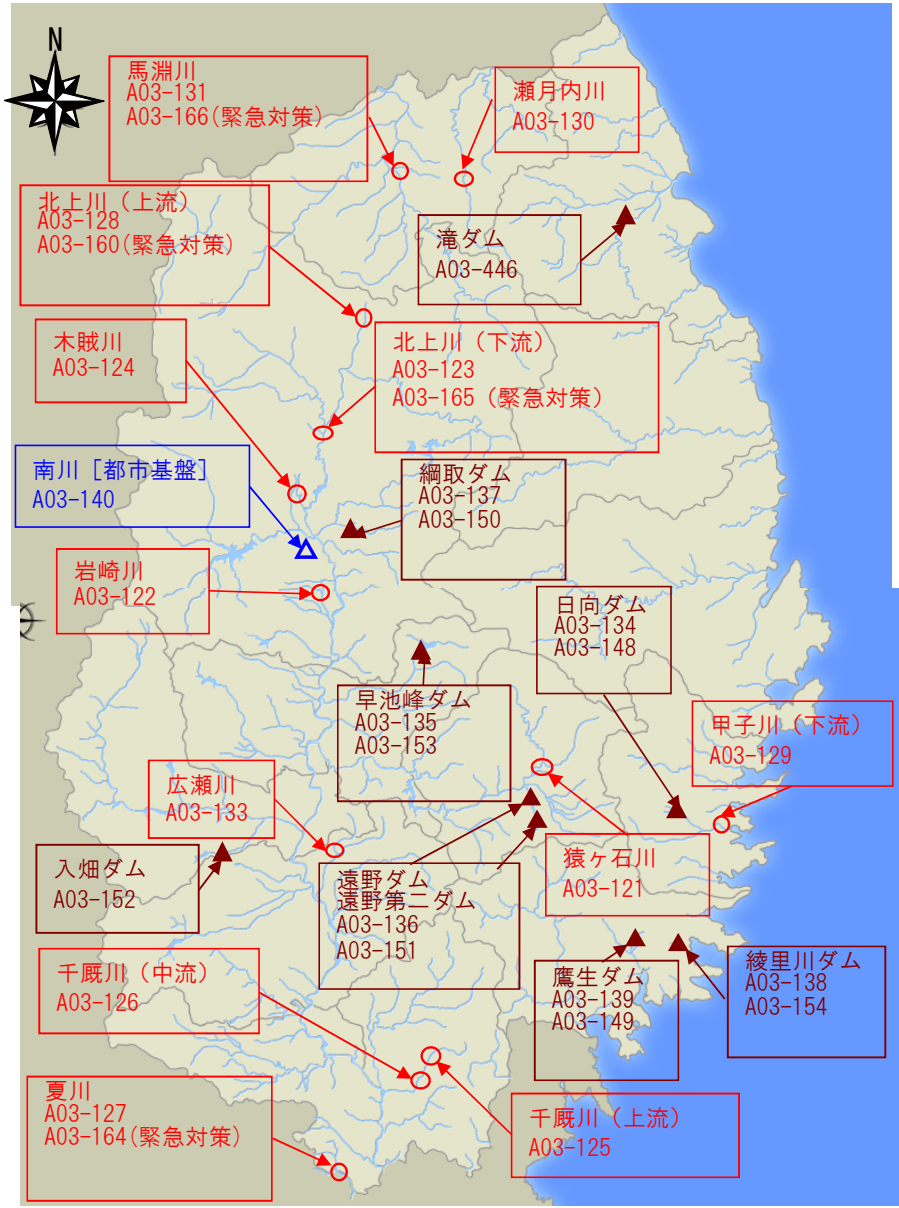 N
馬淵川
A03-131
A03-166(緊急対策)
瀬月内川
A03-130
北上川（上流）
A03-128
A03-160(緊急対策)
滝ダム
A03-446
木賊川
A03-124
北上川（下流）
A03-123
A03-165（緊急対策）
南川［都市基盤］
A03-140
綱取ダム
A03-137
A03-150
岩崎川
A03-122
日向ダム
A03-134
A03-148
早池峰ダム
A03-135
A03-153
甲子川（下流）
A03-129
広瀬川
A03-133
猿ヶ石川
A03-121
入畑ダム
A03-152
遠野ダム
遠野第二ダム
A03-136
A03-151
千厩川（中流）
A03-126
鷹生ダム
A03-139
A03-149
綾里川ダム
A03-138
A03-154
夏川
A03-127
A03-164(緊急対策)
千厩川（上流）
A03-125